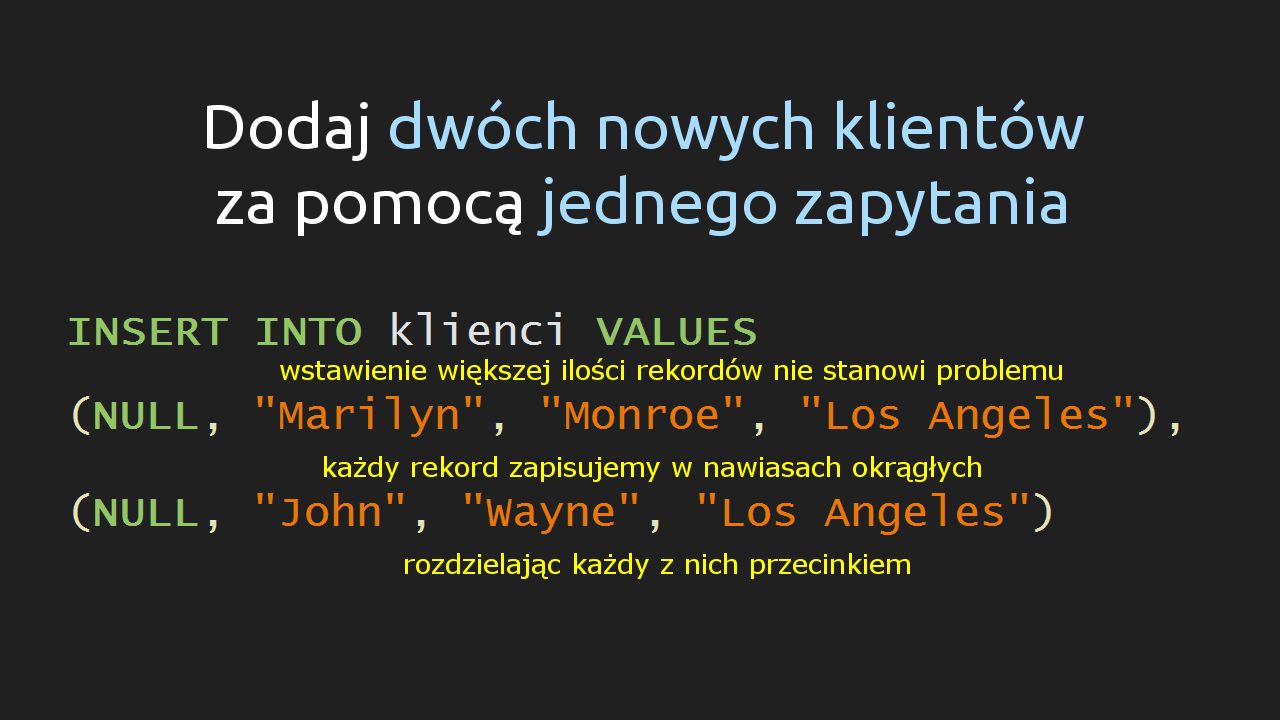 Dodaj dwóch nowych klientów
za pomocą jednego zapytania
INSERT INTO klienci VALUES
wstawienie większej ilości rekordów nie stanowi problemu
(NULL, "Marilyn", "Monroe", "Los Angeles"),
każdy rekord zapisujemy w nawiasach okrągłych
(NULL, "John", "Wayne", "Los Angeles")
rozdzielając każdy z nich przecinkiem